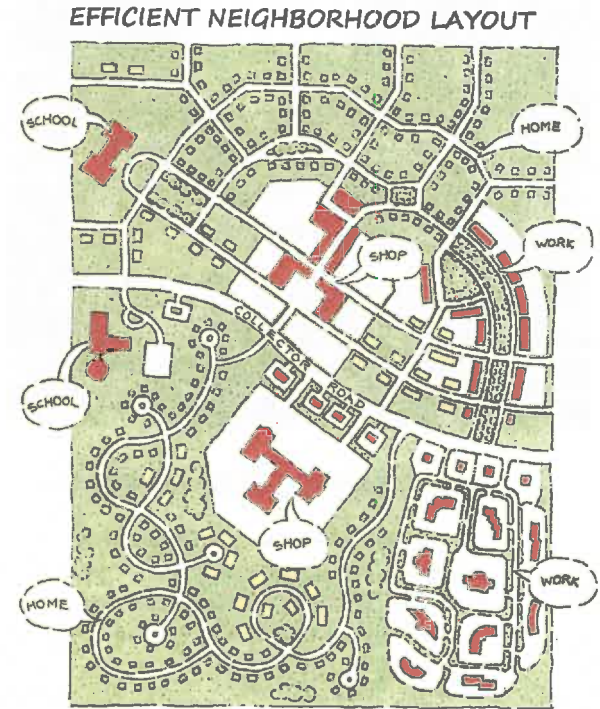 EFFICIENT NEIGHBORHOOD LAYOUT
SCHOOL
HOME
WORK
SHOP
COLLECTOR ROAD
SCHOOL
SHOP
WORK
HOME